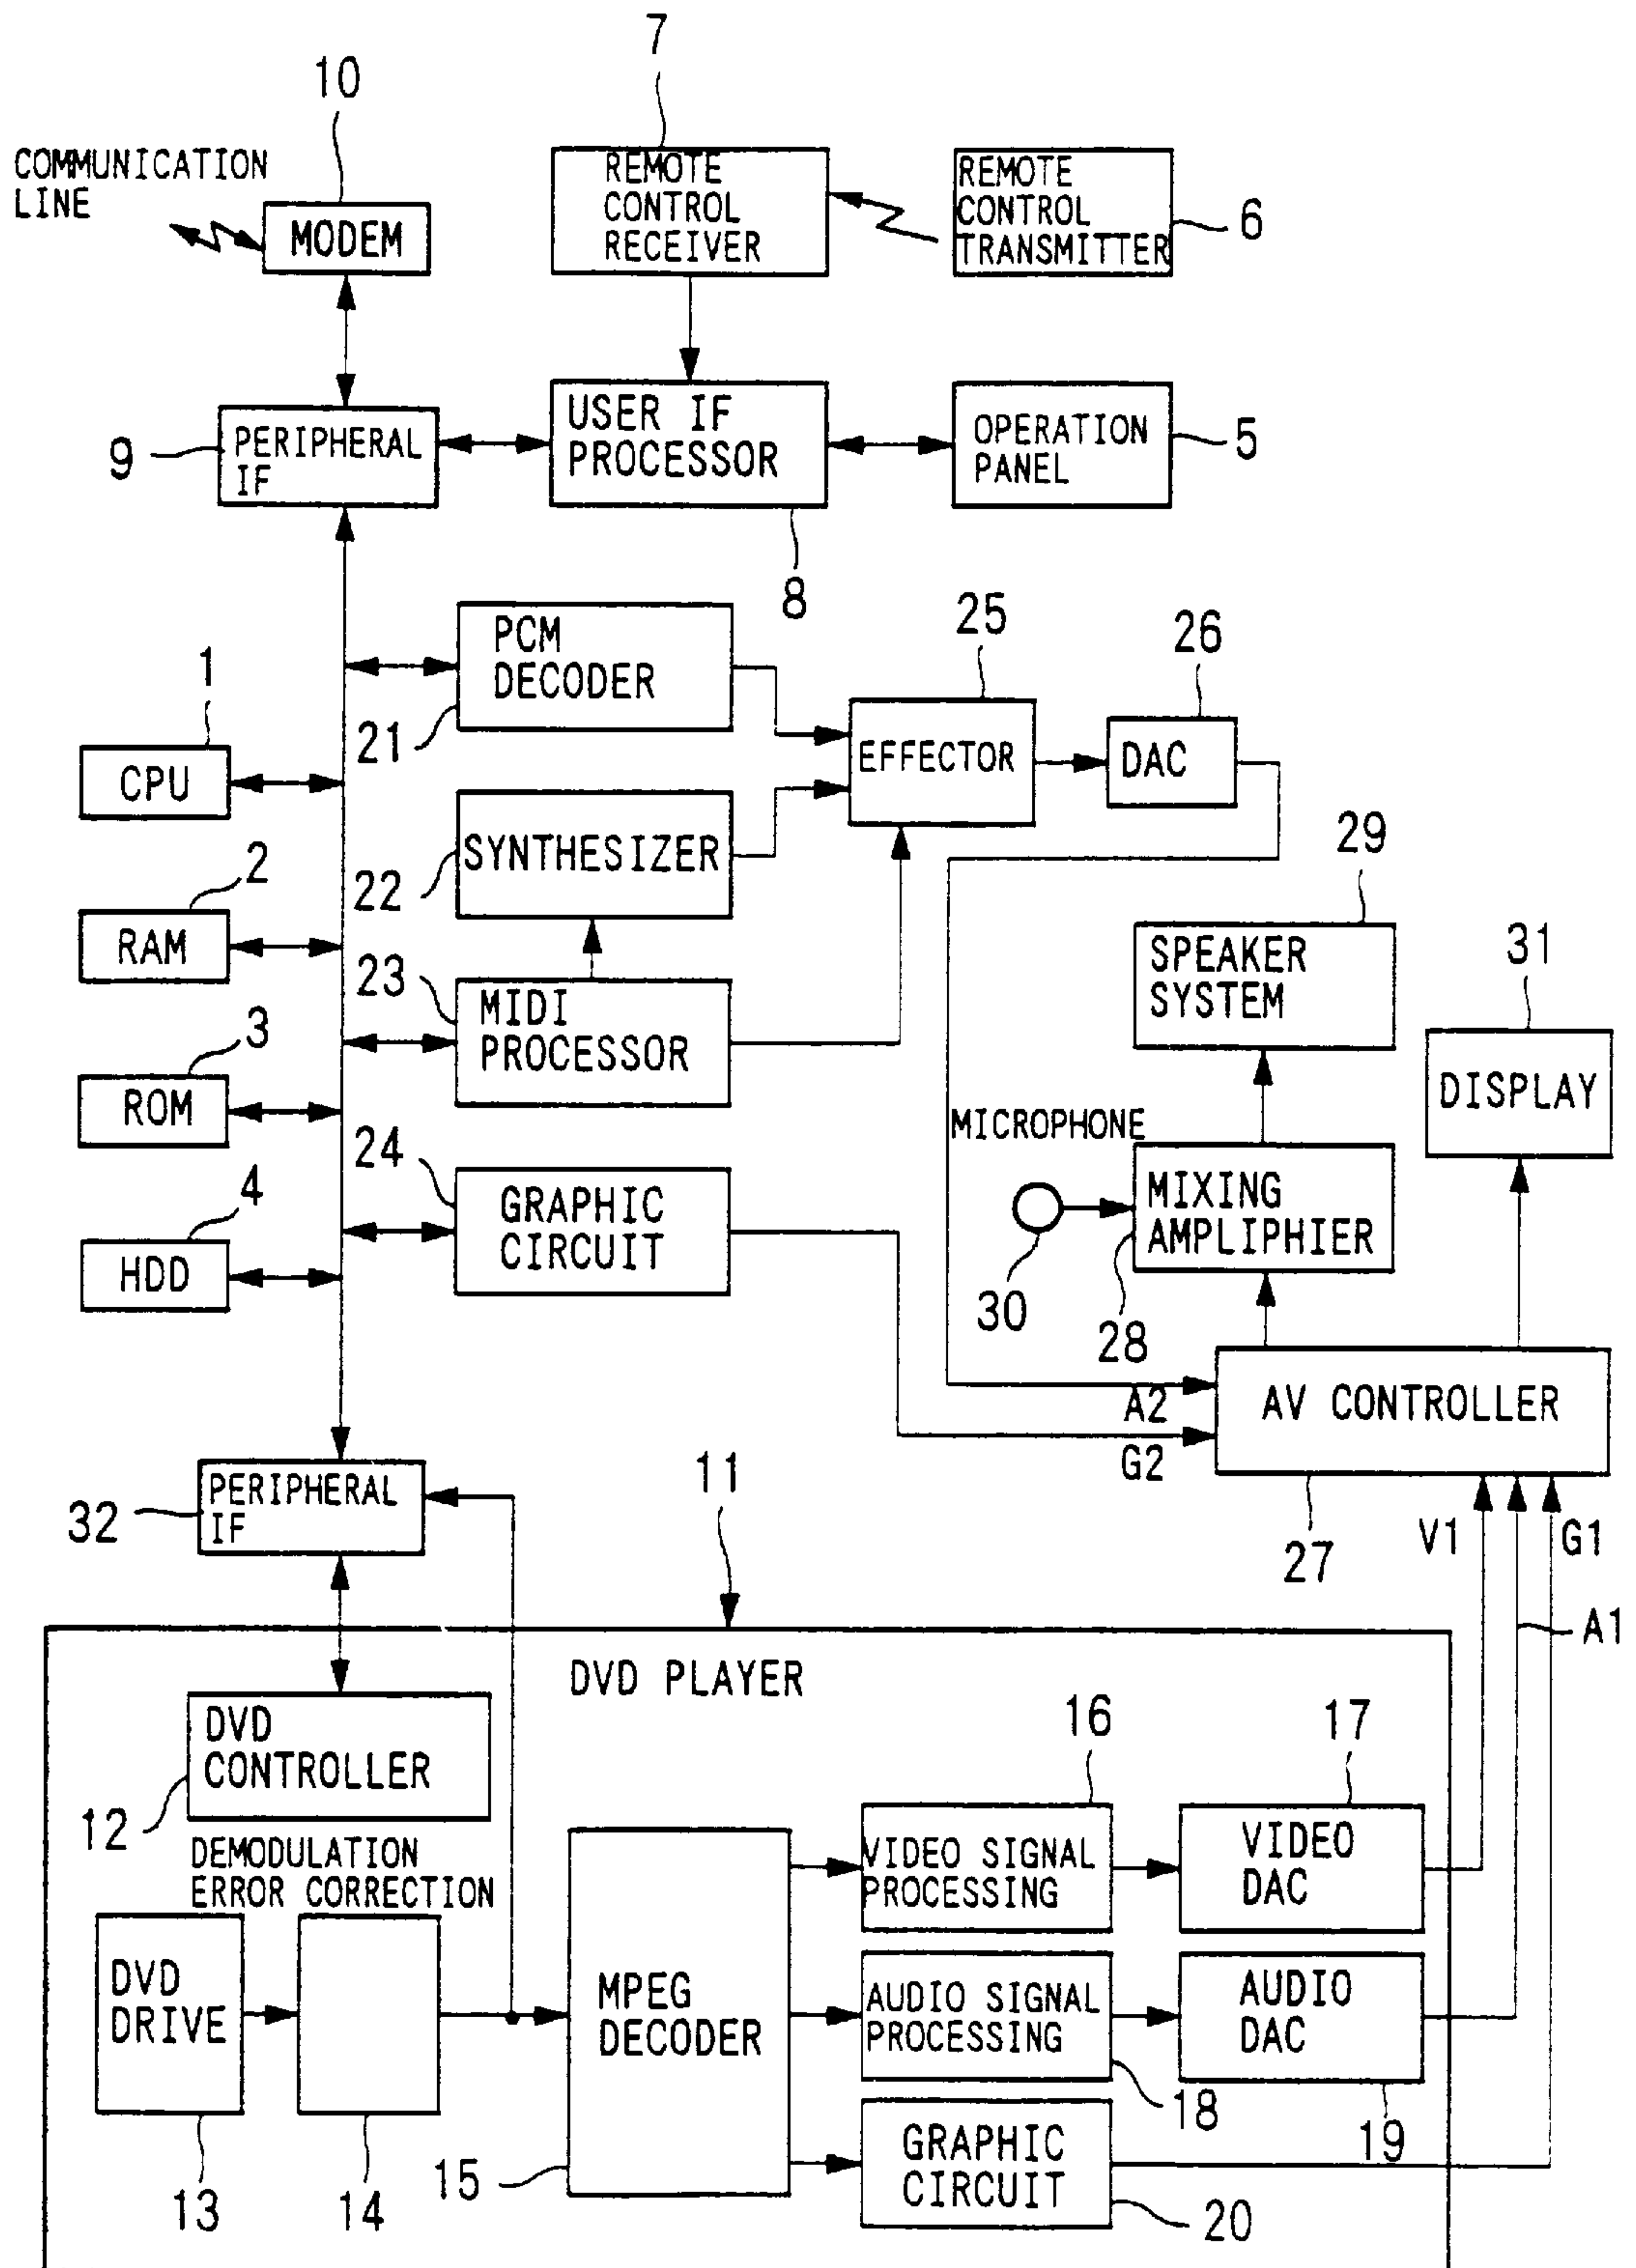 7
10
COMMUNICATION
LINE
MODEM
REMOTE
CONTROL
RECEIVER
REMOTE
CONTROL
TRANSMITTER
6
9
PERIPHERAL
IF
USER IF
PROCESSOR
OPERATION
PANEL
5
8
PCM
DECODER
21
25
26
1
CPU
EFFECTOR
DAC
SYNTHESIZER
22
2
RAM
29
SPEAKER
SYSTEM
31
DISPLAY
23
MIDI
PROCESSOR
3
ROM
MICROPHONE
24
GRAPHIC
CIRCUIT
4
HDD
MIXING
AMPLIPHIER
30
28
A2
G2
AV CONTROLLER
27
V1
G1
A1
32
PERIPHERAL
IF
11
DVD PLAYER
DVD
CONTROLLER
12
16
17
DEMODULATION
ERROR CORRECTION
VIDEO SIGNAL
PROCESSING
VIDEO
DAC
DVD
DRIVE
MPEG
DECODER
AUDIO SIGNAL
PROCESSING
AUDIO
DAC
18
19
13
14
15
GRAPHIC
CIRCUIT
20